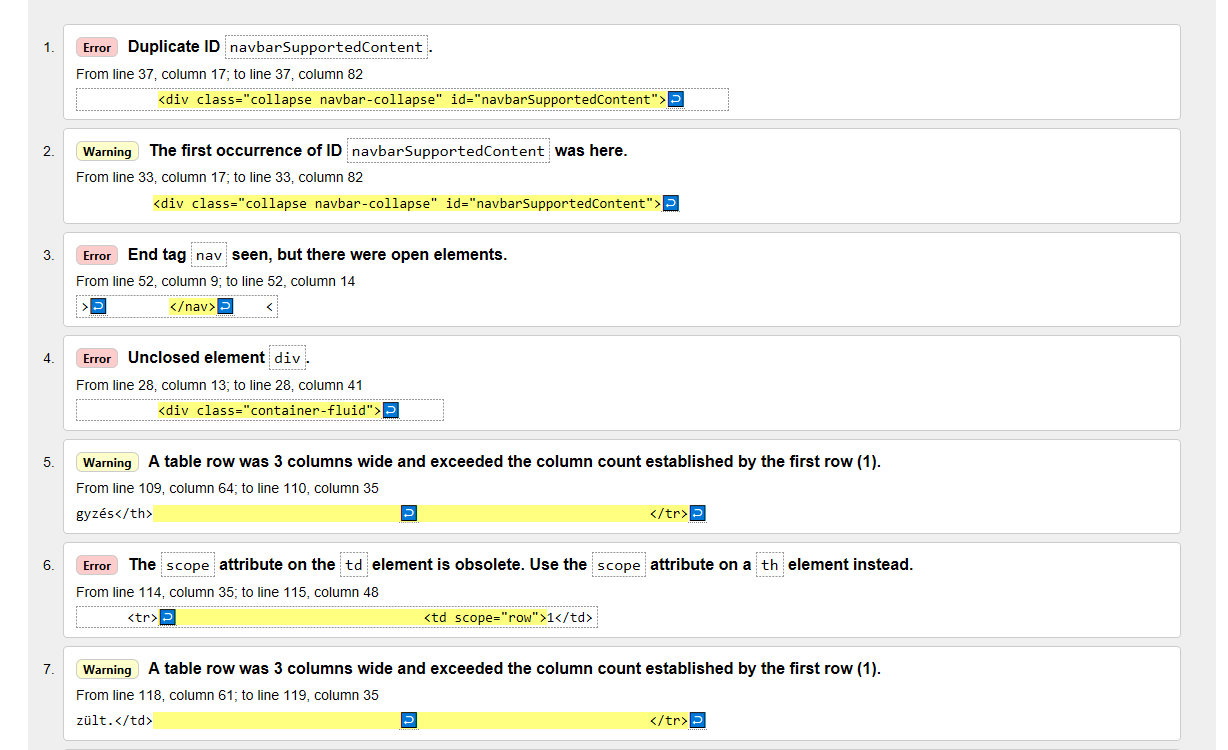 1. Error Duplicate ID navbarSupportedContent.
From line 37, column 17; to line 37, column 82
<div class="collapse navbar-collapse" id="navbarSupportedContent">↩
2. Warning The first occurrence of ID navbarSupportedContent was here.
From line 33, column 17; to line 33, column 82
<div class="collapse navbar-collapse" id="navbarSupportedContent">↩
3. Error End tag nav seen, but there were open elements.
From line 52, column 9; to line 52, column 14
>↩ </nav>↩ <
4. Error Unclosed element div.
From line 28, column 13; to line 28, column 41
<div class="container-fluid">↩
5. Warning A table row was 3 columns wide and exceeded the column count established by the first row (1).
From line 109, column 64; to line 110, column 35
gyzés</th> ↩ </tr>↩
6. Error The scope attribute on the td element is obsolete. Use the scope attribute on a th element instead.
From line 114, column 35; to line 115, column 48
<tr>↩ <td scope="row">1</td>
7. Warning A table row was 3 columns wide and exceeded the column count established by the first row (1).
From line 118, column 61; to line 119, column 35
zült.</td> ↩ </tr>↩